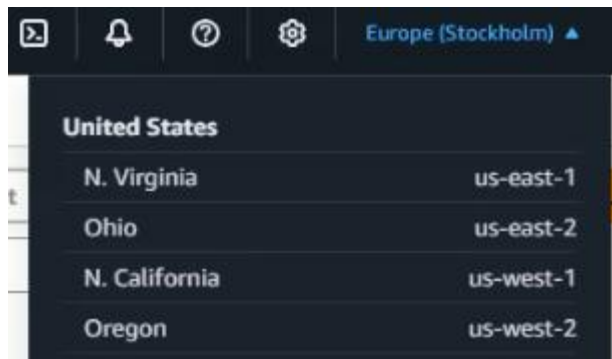 Europe (Stockholm)
United States
N. Virginia us-east-1
t
Ohio us-east-2
N. California us-west-1
Oregon us-west-2